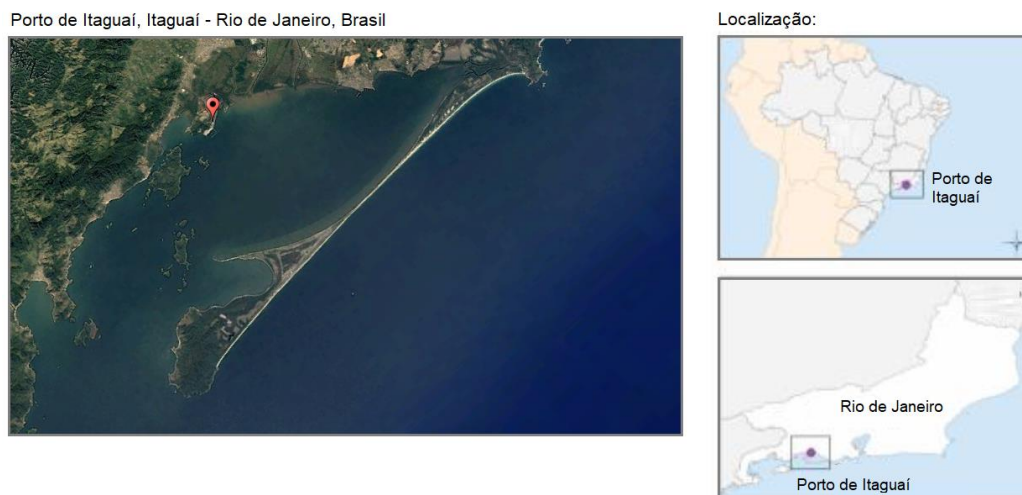 Porto de Itaguaí, Itaguaí - Rio de Janeiro, Brasil
Localização:
Porto de
Itaguaí
Rio de Janeiro
Porto de Itaguaí